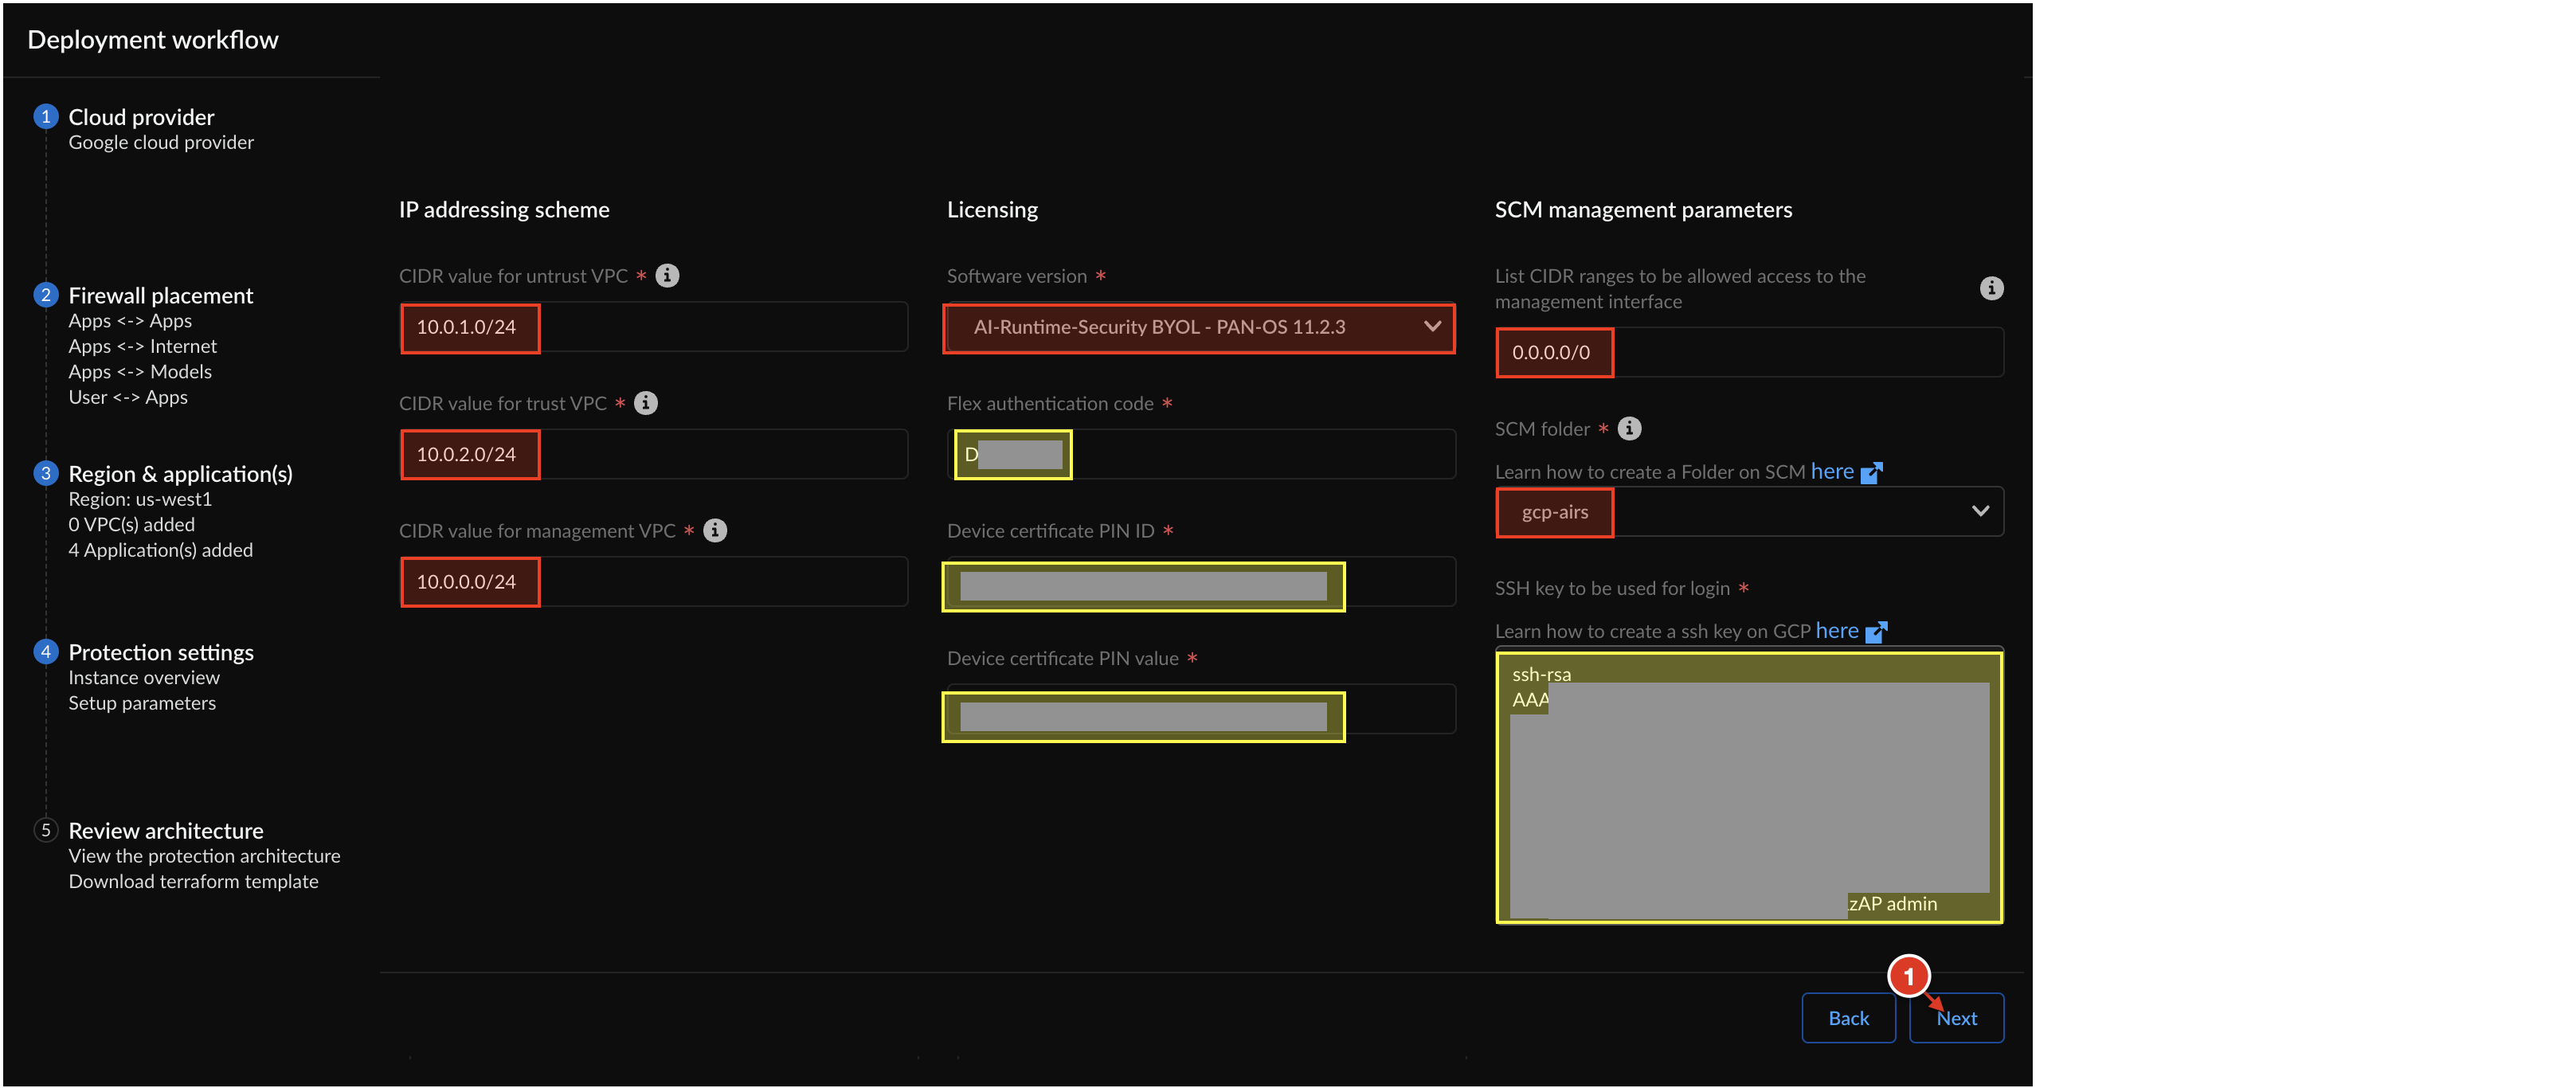 Deployment workflow
1 Cloud provider
Google cloud provider
2 Firewall placement
Apps <-> Apps
Apps <-> Internet
Apps <-> Models
User <-> Apps
3 Region & application(s)
Region: us-west1
0 VPC(s) added
4 Application(s) added
4 Protection settings
Instance overview
Setup parameters
5 Review architecture
View the protection architecture
Download terraform template
IP addressing scheme
CIDR value for untrust VPC * i
10.0.1.0/24
CIDR value for trust VPC * i
10.0.2.0/24
CIDR value for management VPC * i
10.0.0.0/24
Licensing
Software version *
AI-Runtime-Security BYOL - PAN-OS 11.2.3
Flex authentication code *
D
Device certificate PIN ID *
Device certificate PIN value *
SCM management parameters
List CIDR ranges to be allowed access to the
management interface i
0.0.0.0/0
SCM folder * i
Learn how to create a Folder on SCM here
gcp-airs
SSH key to be used for login *
Learn how to create a ssh key on GCP here
ssh-rsa
AAA
zAP admin
1
Back
Next